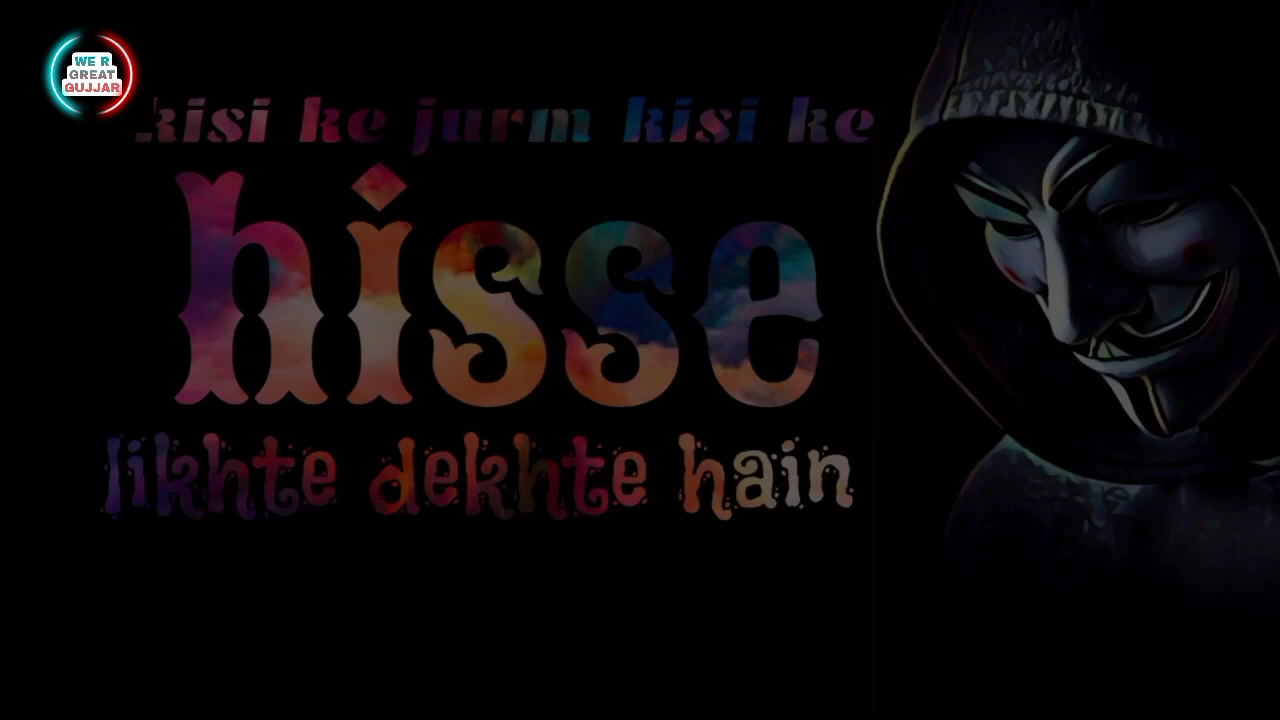 WE R
GREAT
GUJJAR
kisi ke jurm kisi ke
hisse
likhte dekhte hain